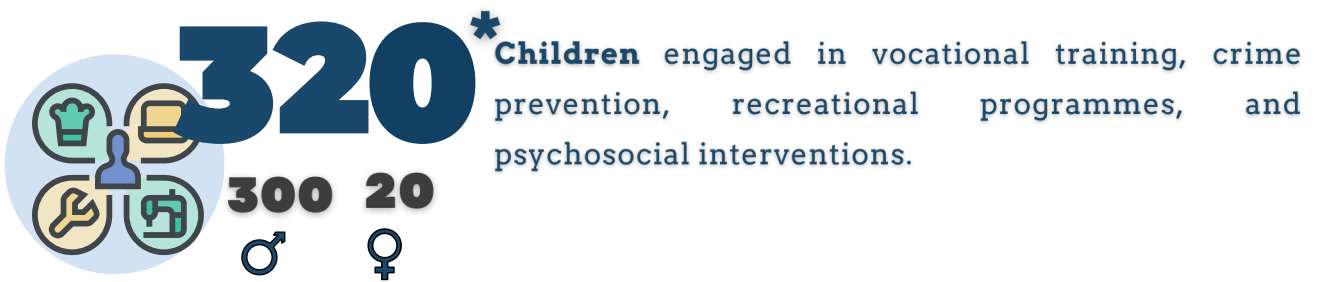 320*
Children engaged in vocational training, crime
prevention, recreational programmes, and
psychosocial interventions.
300 20
♂ ♀